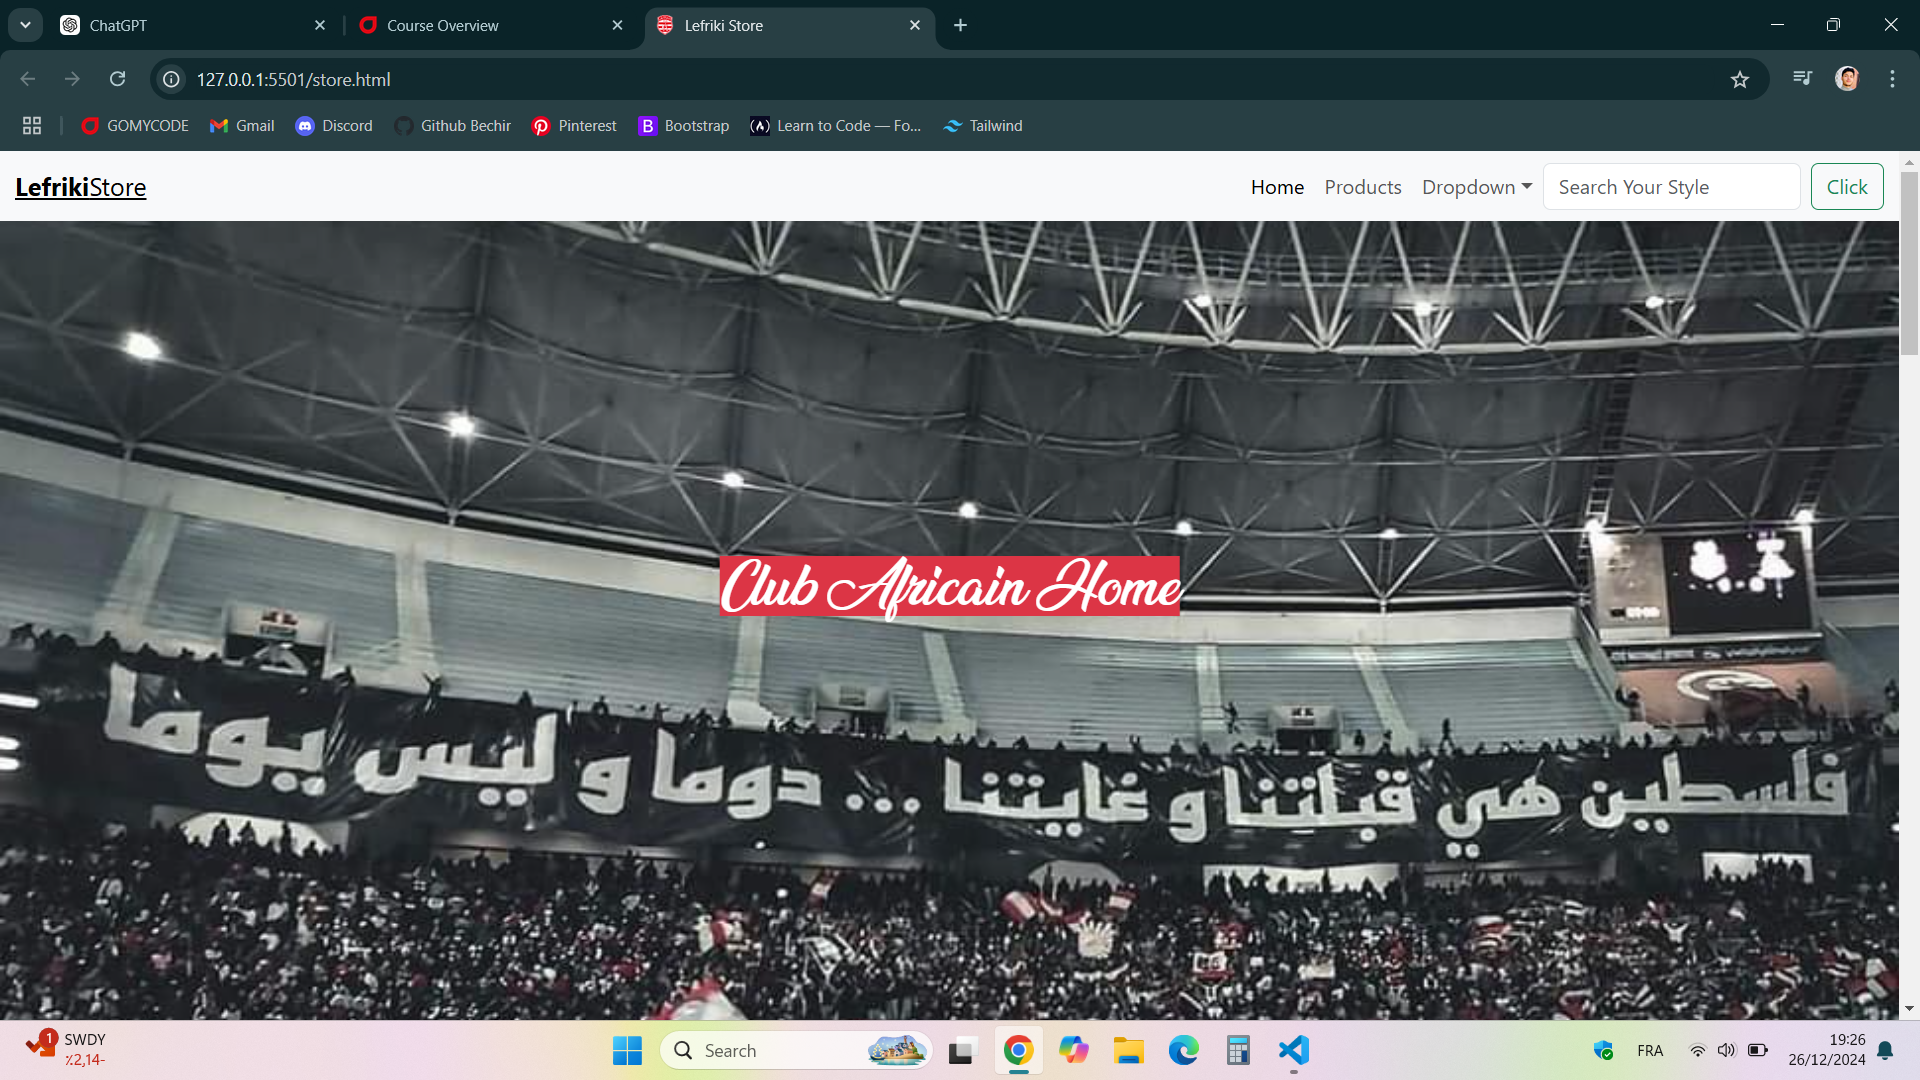 ChatGPT
Course Overview
Lefriki Store
127.0.0.1:5501/store.html
GOMYCODE
Gmail
Discord
Github Bechir
Pinterest
B Bootstrap
Learn to Code — Fo...
Tailwind
LefrikiStore
Home
Products
Dropdown
Search Your Style
Click
Club Africain Home
فلسطين هي قبلتنا و غايتنا ... دوما و ليس يوما
1
SWDY
٪2,14-
Search
FRA
19:26
26/12/2024